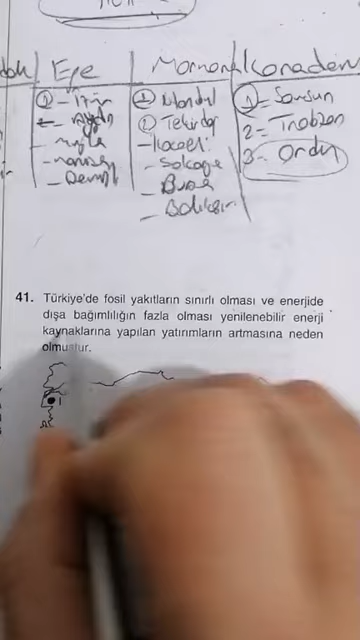 Ege
Marmara
Karadeniz
1 - İzmir
- Aydın
- Muğla
- Manisa
- Denizli
1 İstanbul
2 Tekirdağ
- Kocaeli
- Sakarya
- Bursa
- Balıkesir
1 - Samsun
2 - Trabzon
3 - Ordu
41. Türkiye'de fosil yakıtların sınırlı olması ve enerjide
dışa bağımlılığın fazla olması yenilenebilir enerji
kaynaklarına yapılan yatırımların artmasına neden
olmuştur.
I